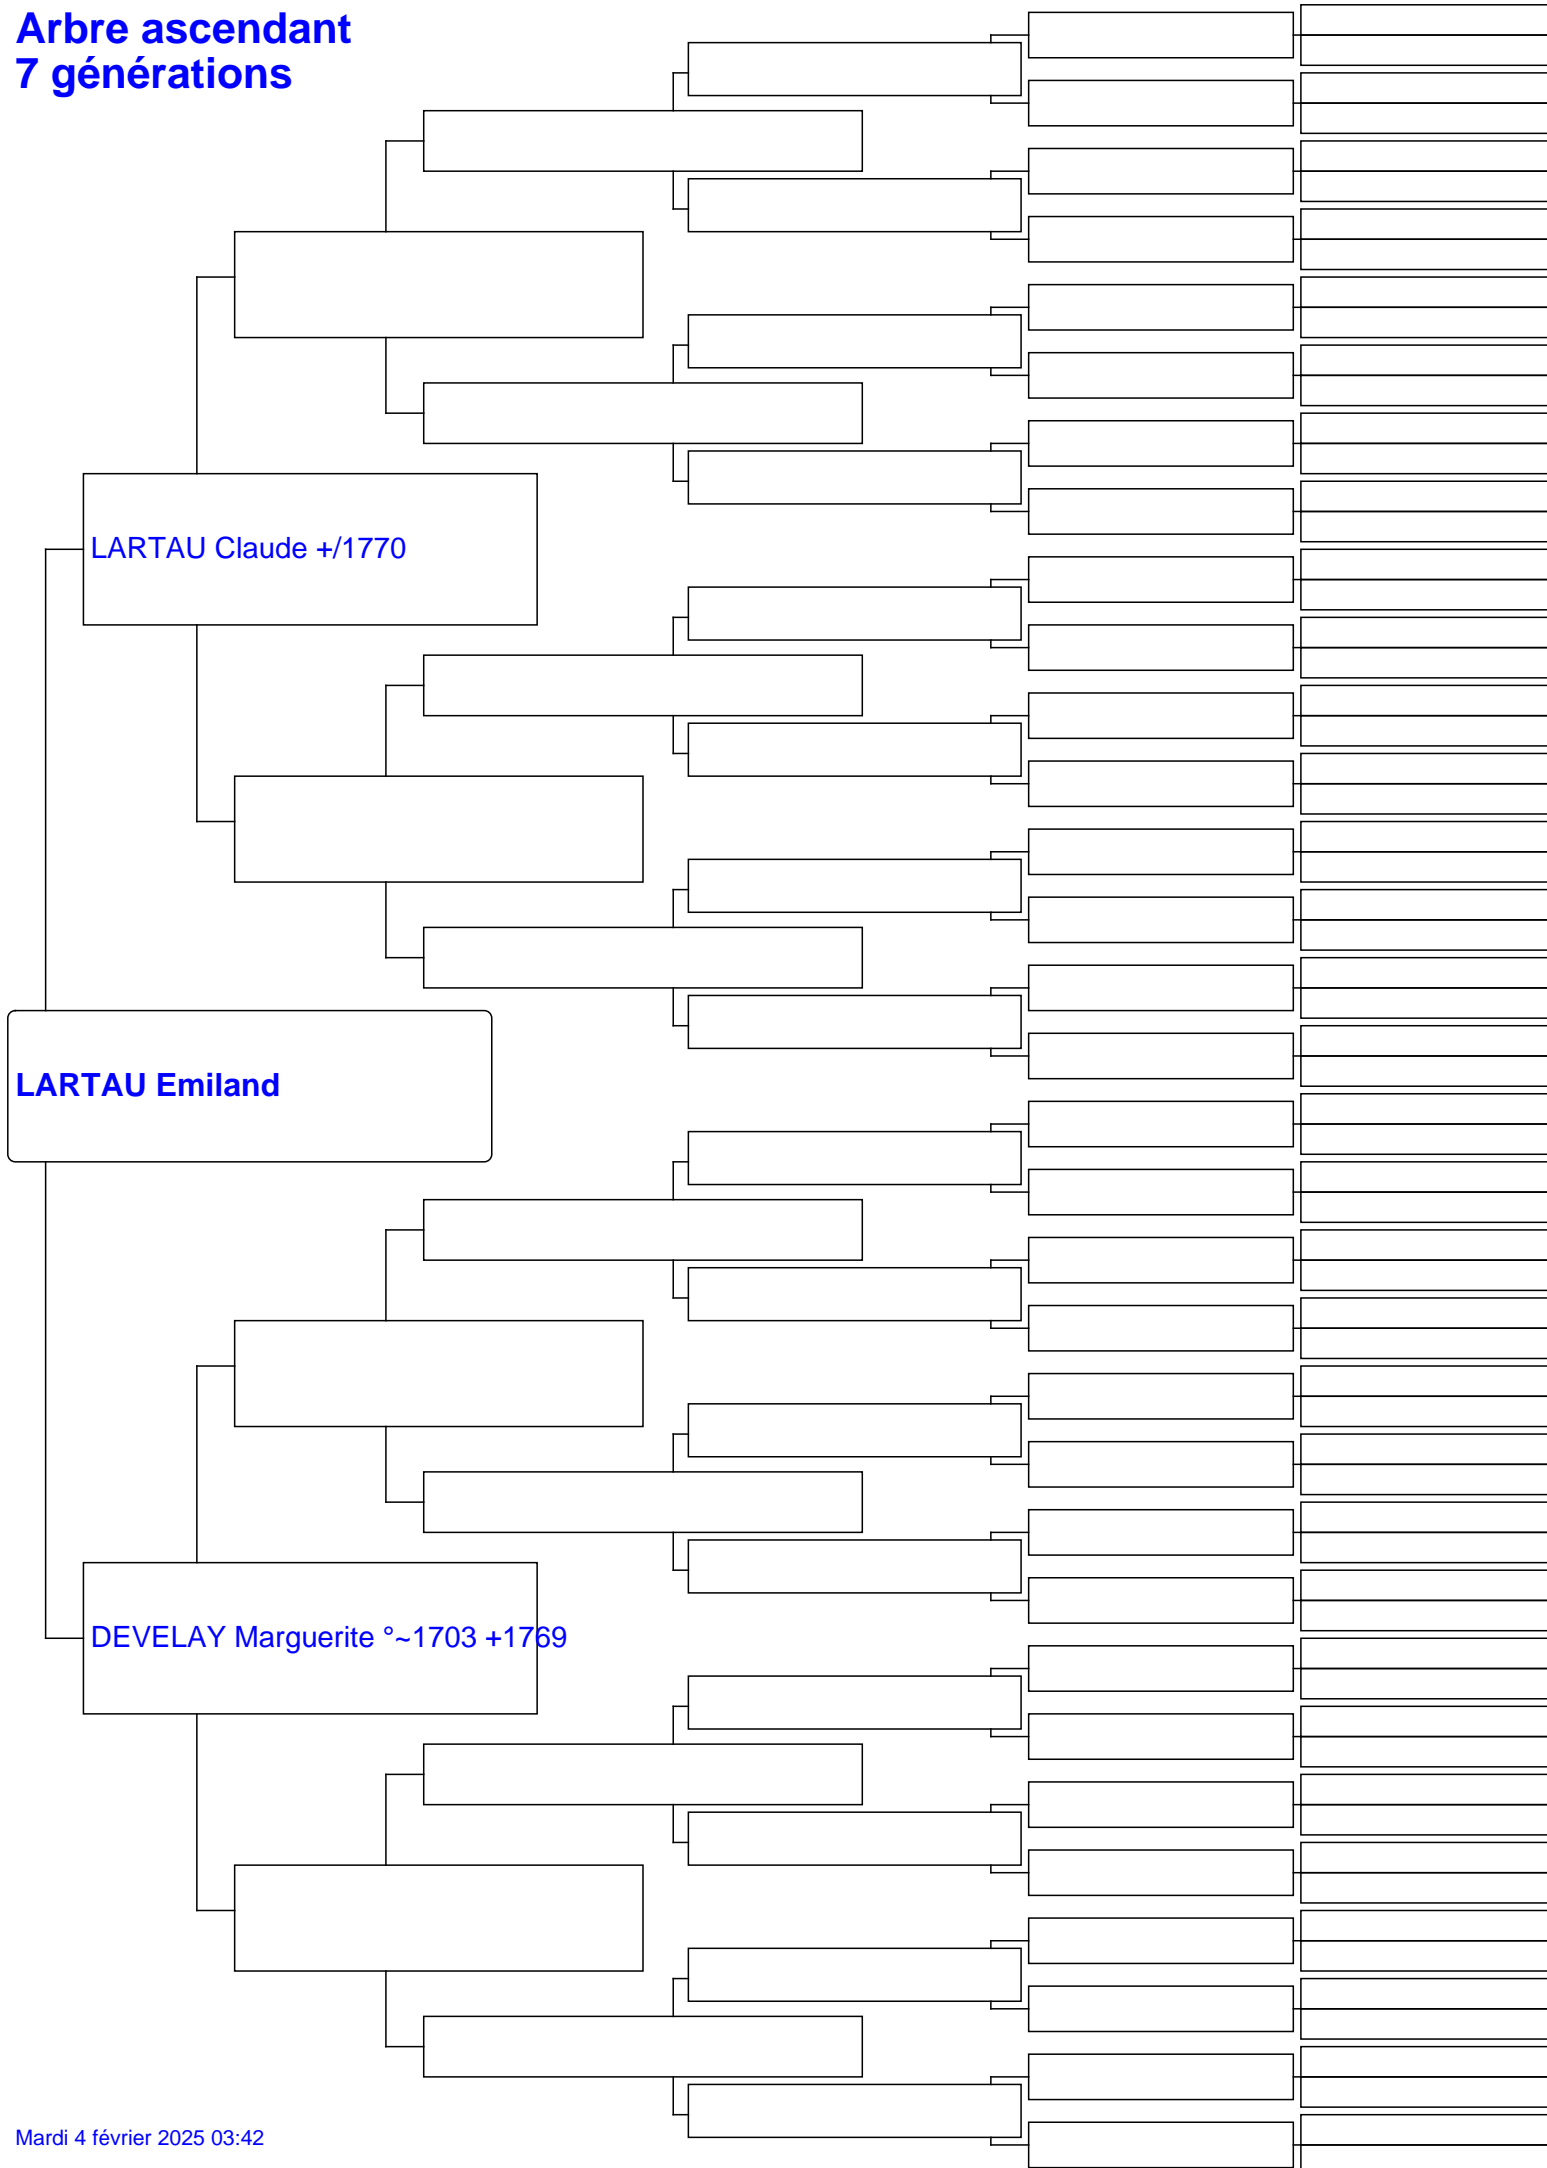 Arbre ascendant
7 générations
LARTAU Claude +/1770
LARTAU Emiland
DEVELAY Marguerite °~1703 +1769
Mardi 4 février 2025 03:42